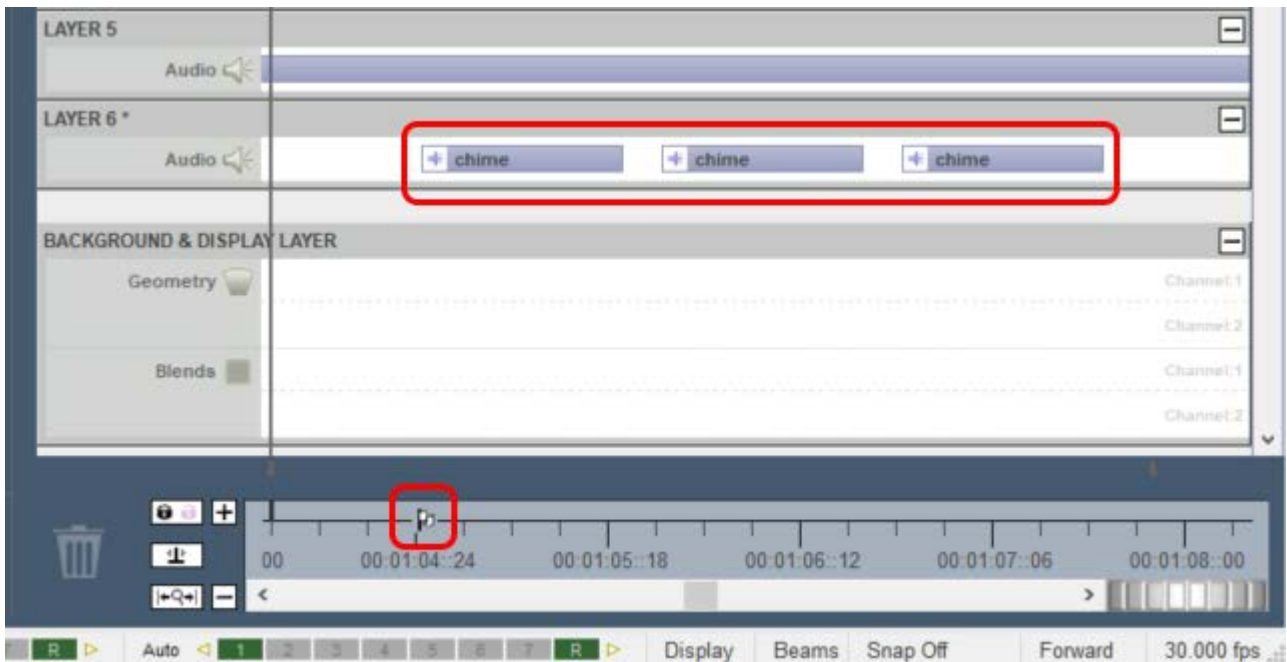 LAYER 5
Audio
LAYER 6 *
Audio
chime chime chime
BACKGROUND & DISPLAY LAYER
Geometry
Channel:1
Channel:2
Blends
Channel:1
Channel:2
00 00:01:04::24 00:01:05::18 00:01:06::12 00:01:07::06 00:01:08::00
R Auto 1 2 3 4 5 6 7 R Display Beams Snap Off Forward 30.000 fps